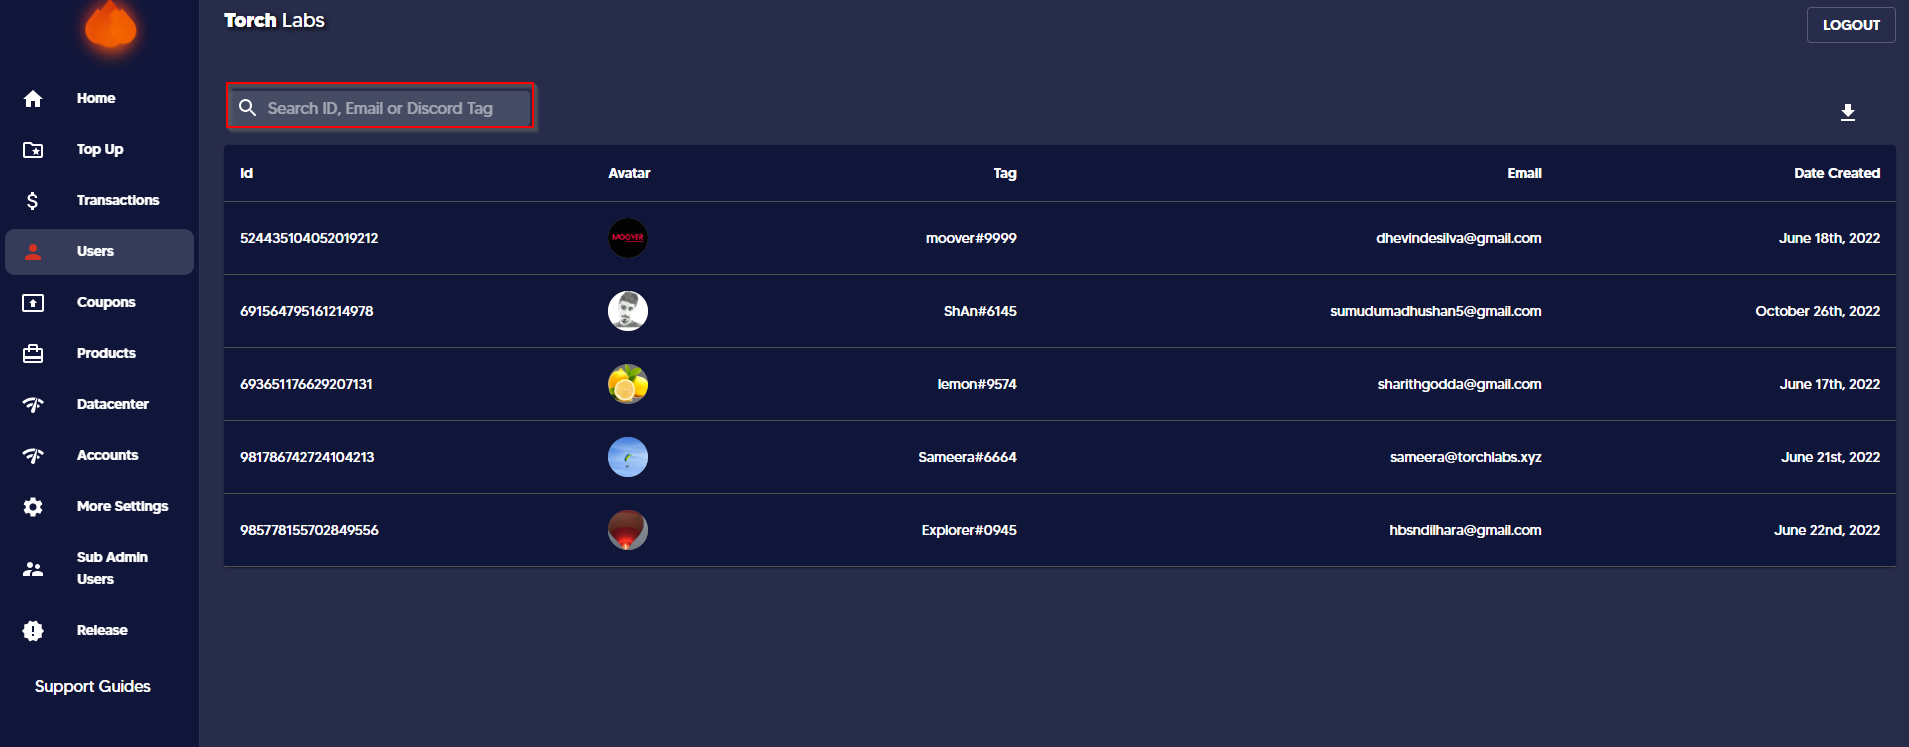 Torch Labs
LOGOUT
Home
Top Up
Transactions
Users
Coupons
Products
Datacenter
Accounts
More Settings
Sub Admin
Users
Release
Support Guides
Search ID, Email or Discord Tag
Id Avatar Tag Email Date Created
524435104052019212 MOOVER moover#9999 dhevindesilva@gmail.com June 18th, 2022
691564795161214978 ShAn#6145 sumudumadhushan5@gmail.com October 26th, 2022
693651176629207131 lemon#9574 sharithgodda@gmail.com June 17th, 2022
981786742724104213 Sameera#6664 sameera@torchlabs.xyz June 21st, 2022
985778155702849556 Explorer#0945 hbsndilhara@gmail.com June 22nd, 2022